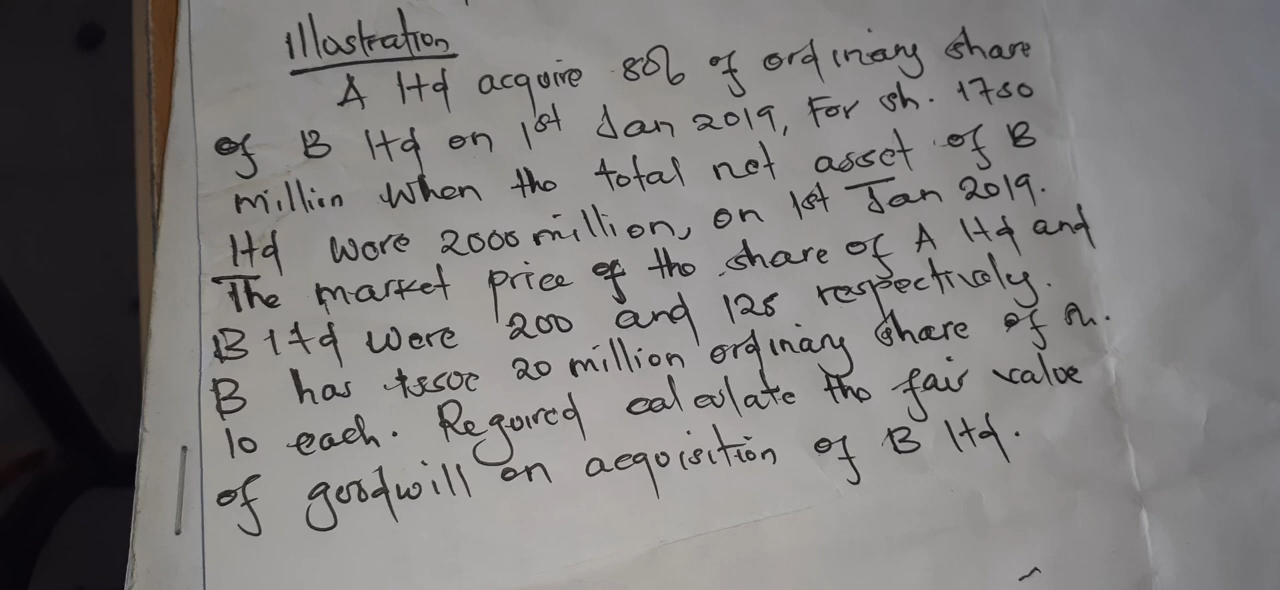 Illustration
A ltd acquire 80% of ordinary share
of B ltd on 1st Jan 2019, For sh. 1780
million when the total net asset of B
ltd were 2000 million, on 1st Jan 2019.
The market price of the share of A ltd and
B ltd were 200 and 125 respectively.
B has issue 20 million ordinary share of sh.
10 each. Required calculate the fair value
of goodwill on acquisition of B ltd.